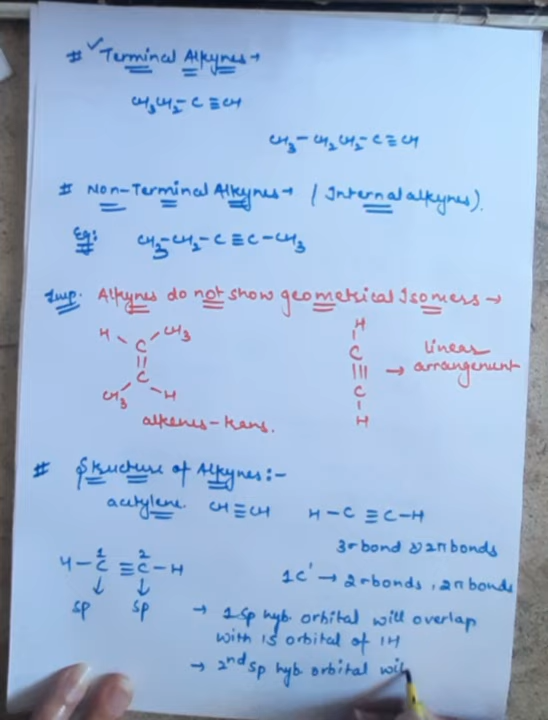 # ✓ Terminal Alkynes →
CH3CH2-C≡CH
CH3-CH2CH2-C≡CH
# Non-Terminal Alkynes → (Internal alkynes).
Eg: CH3-CH2-C≡C-CH3
Imp. Alkynes do not show geometrical Isomers →
H CH3
C
||
C
CH3 H
alkenes-trans.
H
C
|||
C
H
→ linear
arrangement
# Structure of Alkynes:-
acetylene. CH≡CH H-C≡C-H
3σ bond & 2π bonds
H-C≡C-H
1 2
sp sp
1C' → 2σ bonds, 2π bonds
→ 1 sp hyb. orbital will overlap
with 1S orbital of 1H
→ 2nd sp hyb. orbital wil